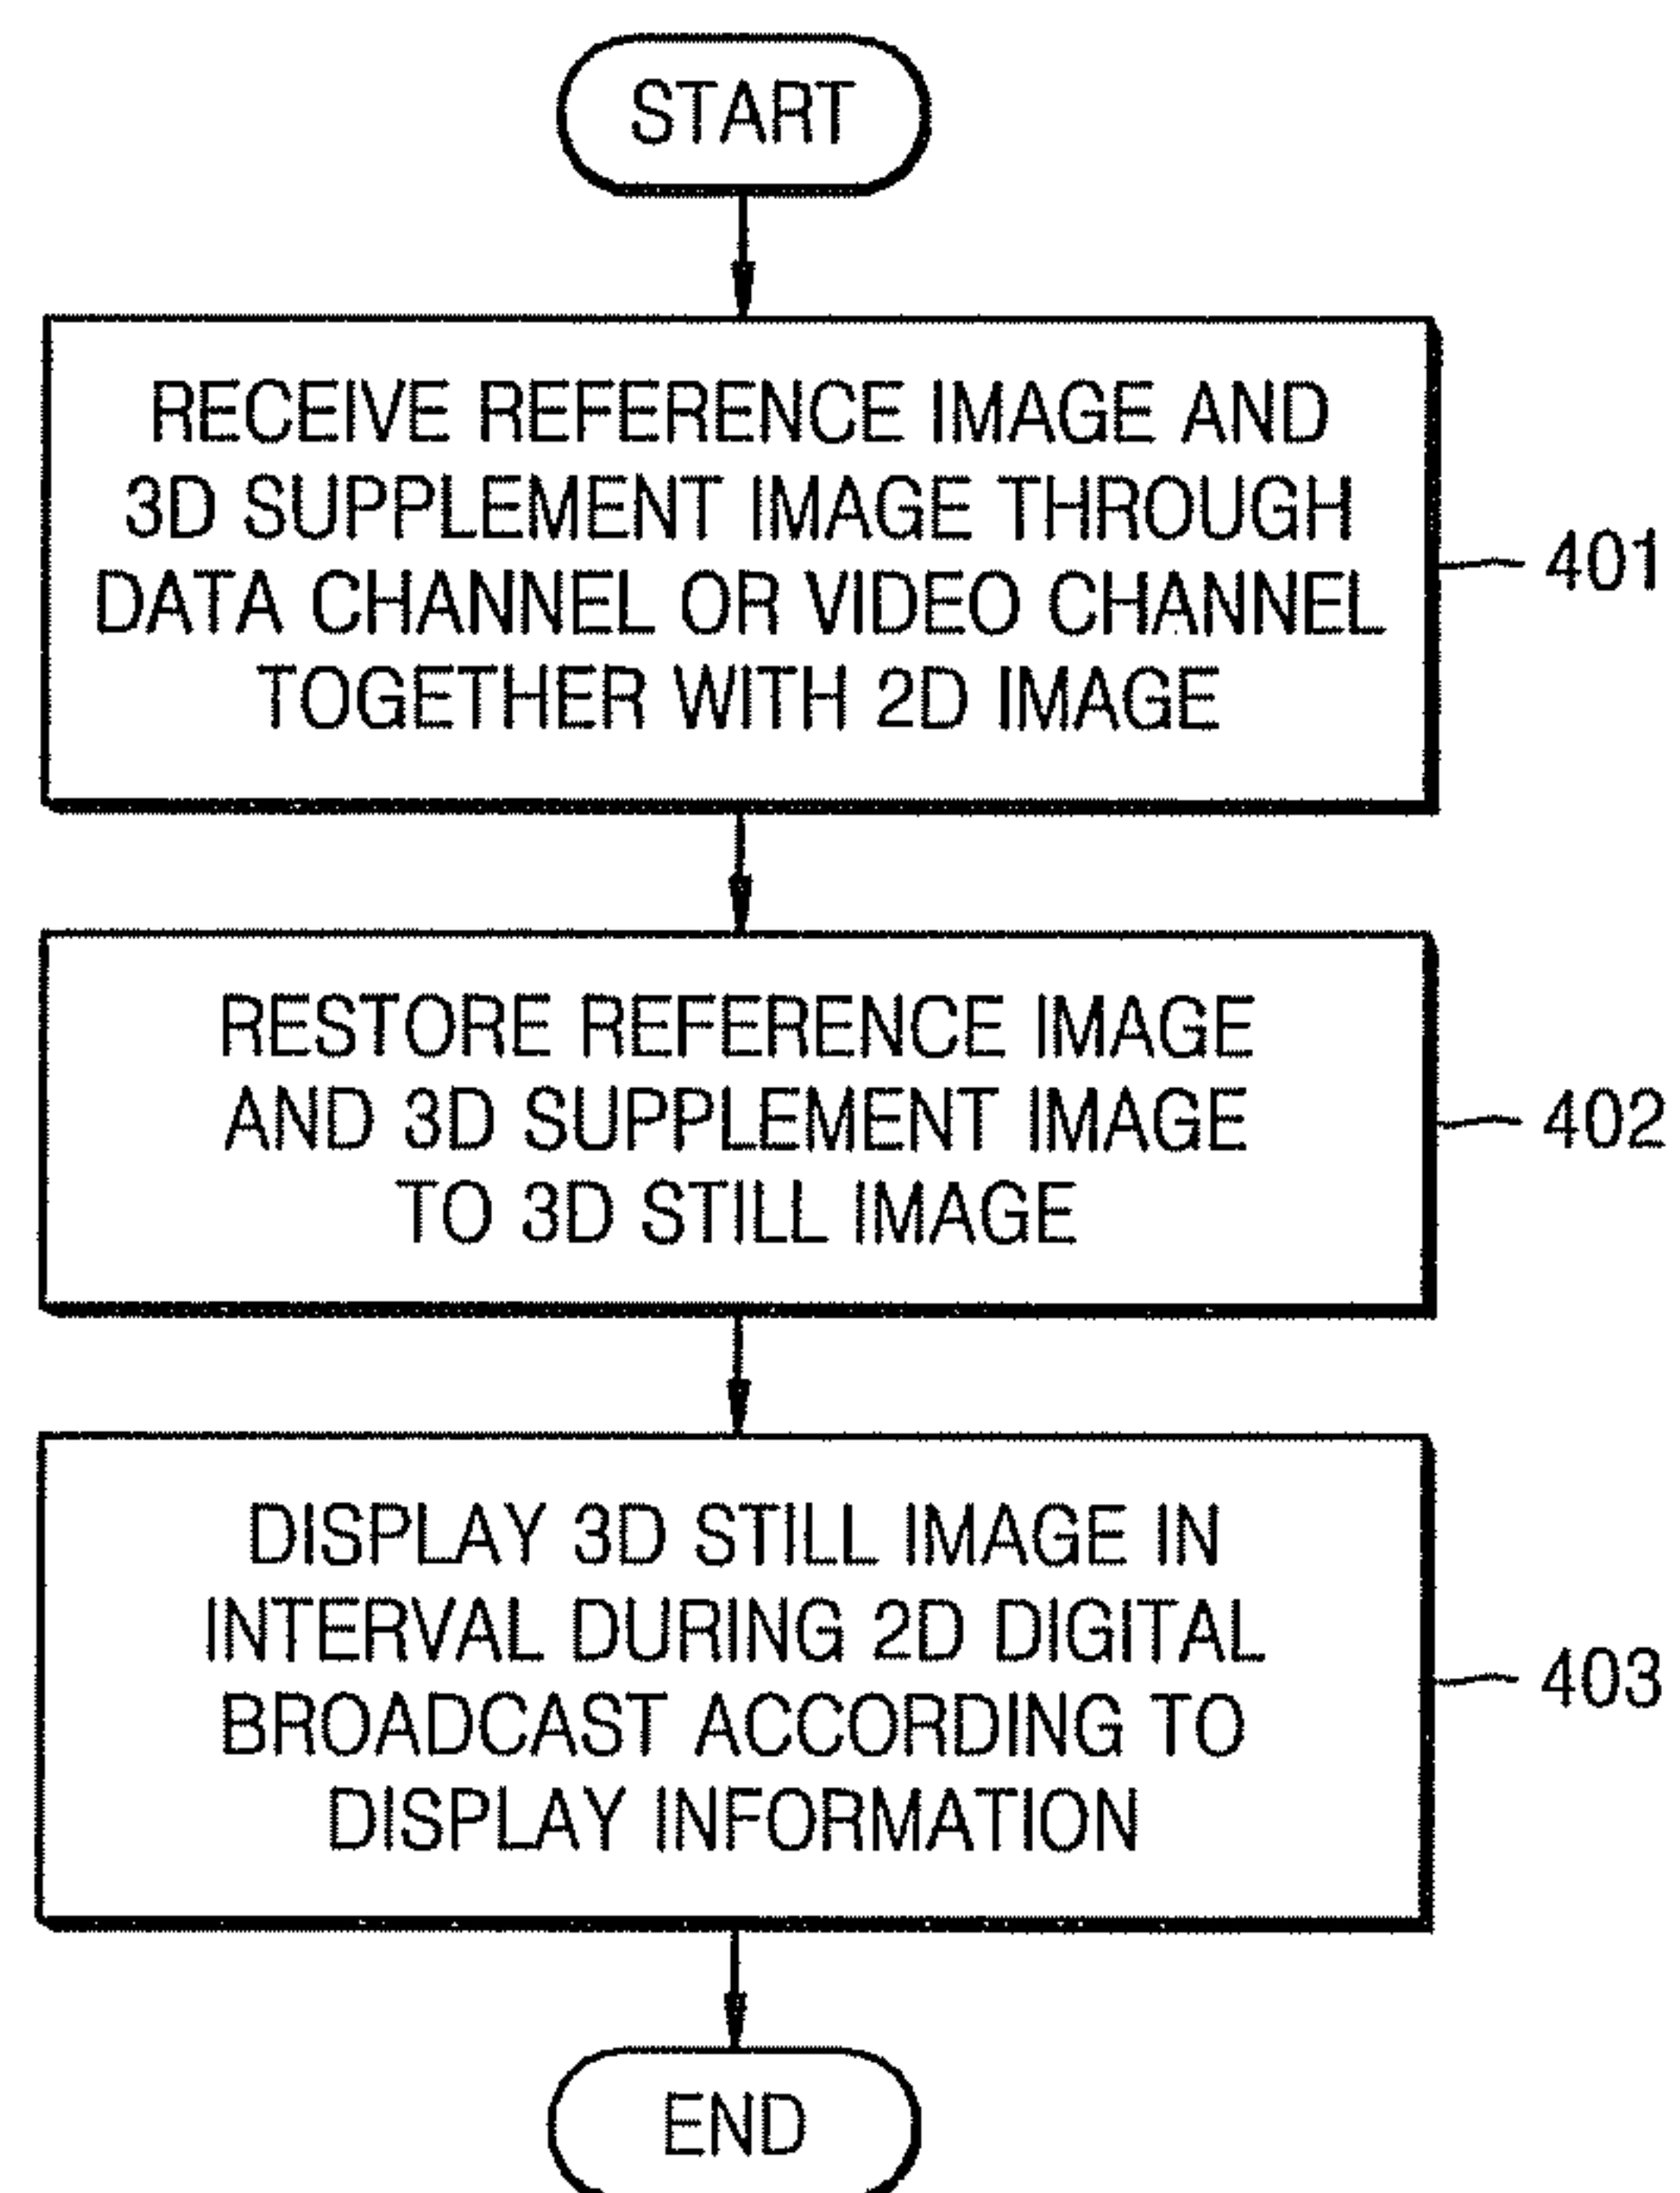 START
RECEIVE REFERENCE IMAGE AND
3D SUPPLEMENT IMAGE THROUGH
DATA CHANNEL OR VIDEO CHANNEL
TOGETHER WITH 2D IMAGE
401
RESTORE REFERENCE IMAGE
AND 3D SUPPLEMENT IMAGE
TO 3D STILL IMAGE
402
DISPLAY 3D STILL IMAGE IN
INTERVAL DURING 2D DIGITAL
BROADCAST ACCORDING TO
DISPLAY INFORMATION
403
END